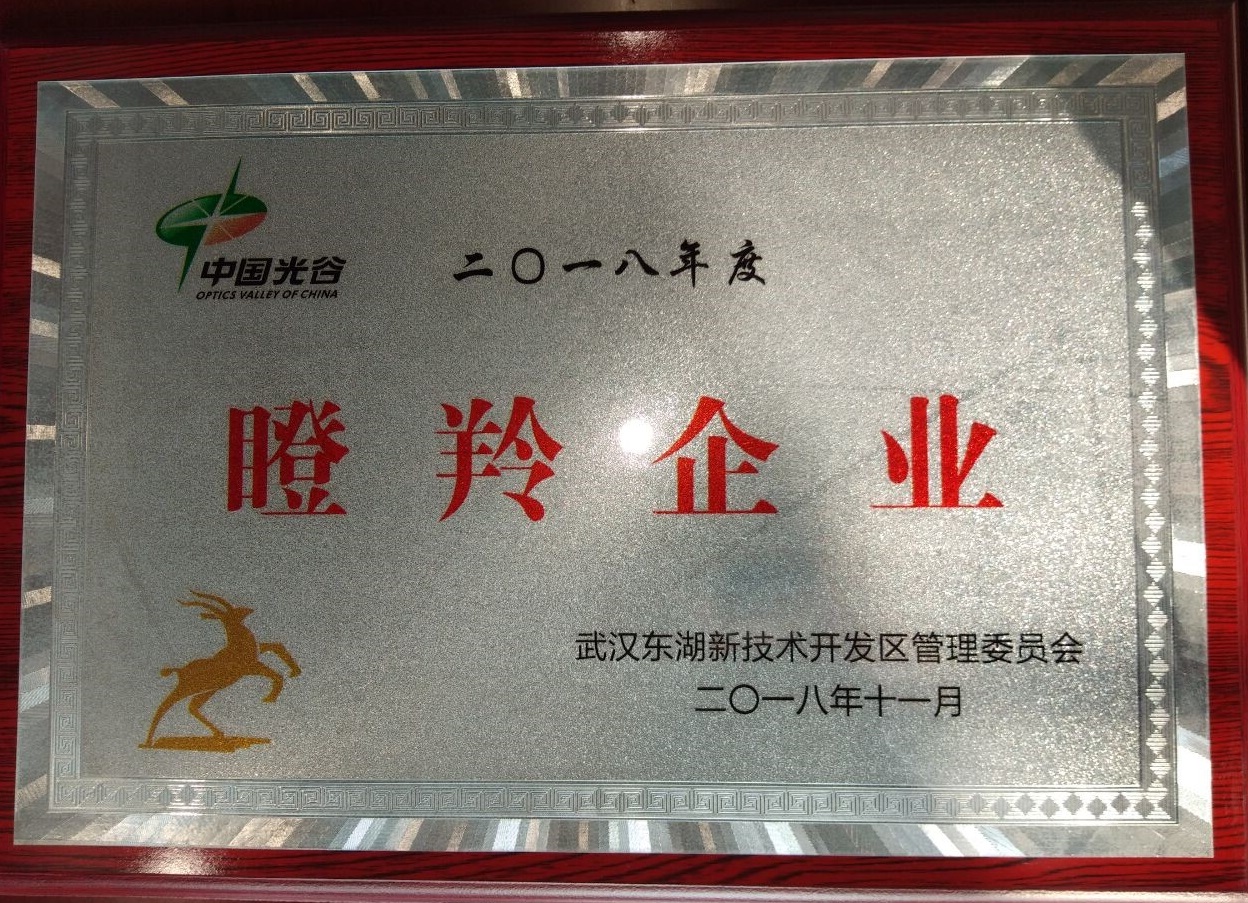 中国光谷
OPTICS VALLEY OF CHINA
二〇一八年度
瞪羚企业
武汉东湖新技术开发区管理委员会
二〇一八年十一月